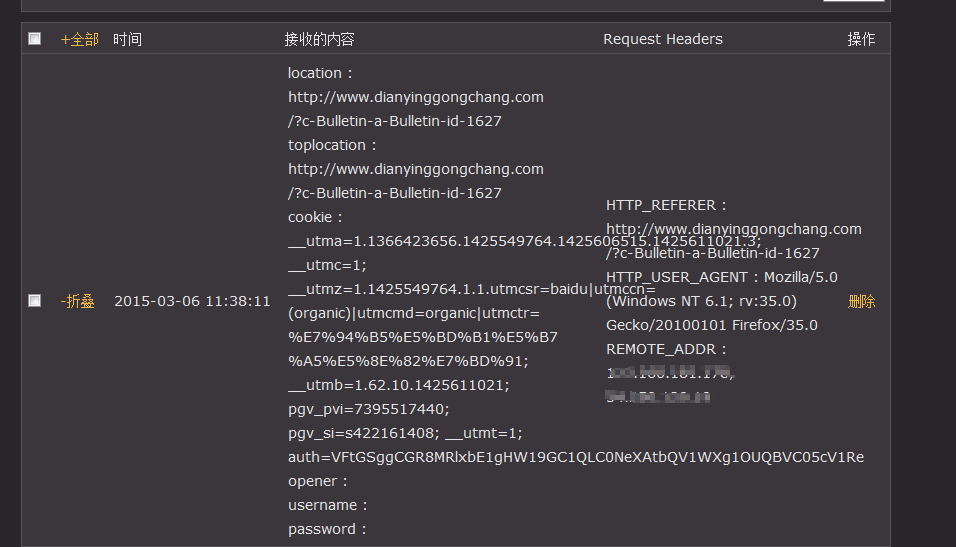 +全部 时间 接收的内容 Request Headers 操作
-折叠 2015-03-06 11:38:11
location :
http://www.dianyinggongchang.com
/?c-Bulletin-a-Bulletin-id-1627
toplocation :
http://www.dianyinggongchang.com
/?c-Bulletin-a-Bulletin-id-1627
cookie :
__utma=1.1366423656.1425549764.1425606515.1425611021.3;
__utmc=1;
__utmz=1.1425549764.1.1.utmcsr=baidu|utmccn=
(organic)|utmcmd=organic|utmctr=
%E7%94%B5%E5%BD%B1%E5%B7
%A5%E5%8E%82%E7%BD%91;
__utmb=1.62.10.1425611021;
pgv_pvi=7395517440;
pgv_si=s422161408; __utmt=1;
auth=VFtGSggCGR8MRlxbE1gHW19GC1QLC0NeXAtbQV1WXg1OUQBVC05cV1Re
opener :
username :
password :
HTTP_REFERER :
http://www.dianyinggongchang.com
/?c-Bulletin-a-Bulletin-id-1627
HTTP_USER_AGENT : Mozilla/5.0
(Windows NT 6.1; rv:35.0)
Gecko/20100101 Firefox/35.0
REMOTE_ADDR :
删除